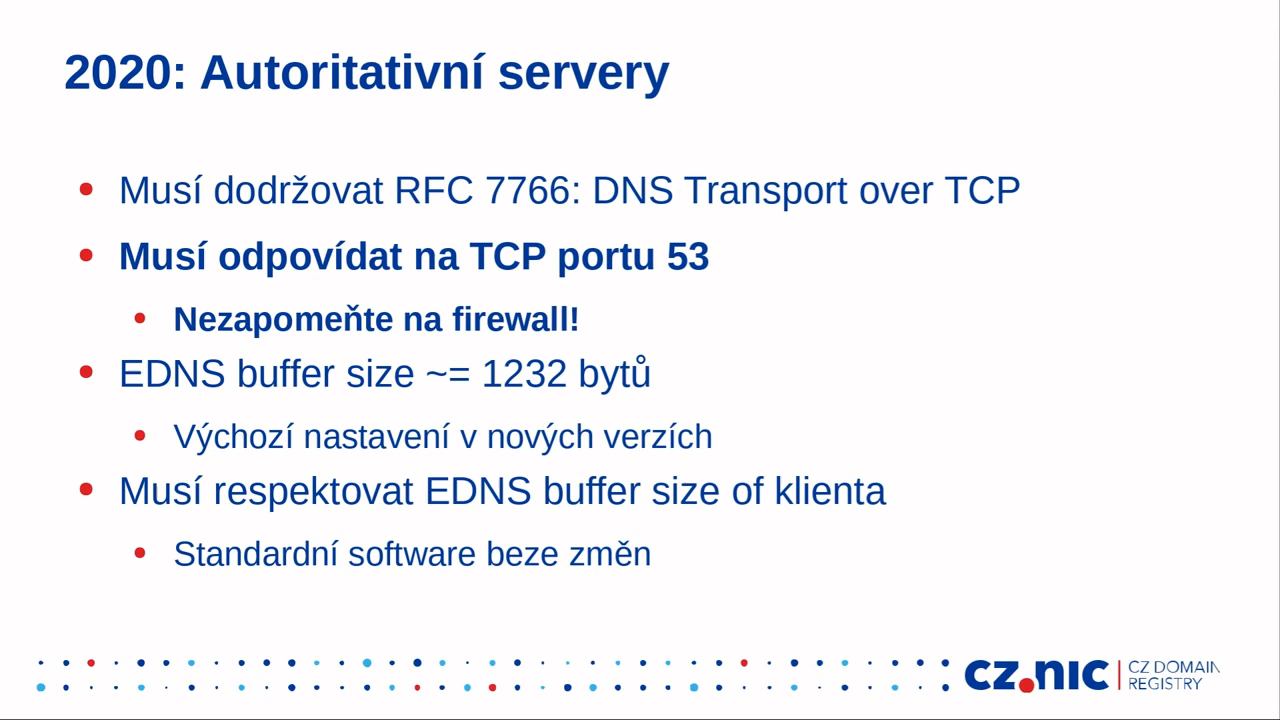 2020: Autoritativní servery
Musí dodržovat RFC 7766: DNS Transport over TCP
Musí odpovídat na TCP portu 53
Nezapomeňte na firewall!
EDNS buffer size ~= 1232 bytů
Výchozí nastavení v nových verzích
Musí respektovat EDNS buffer size of klienta
Standardní software beze změn
CZ.NIC | CZ DOMAIN
REGISTRY